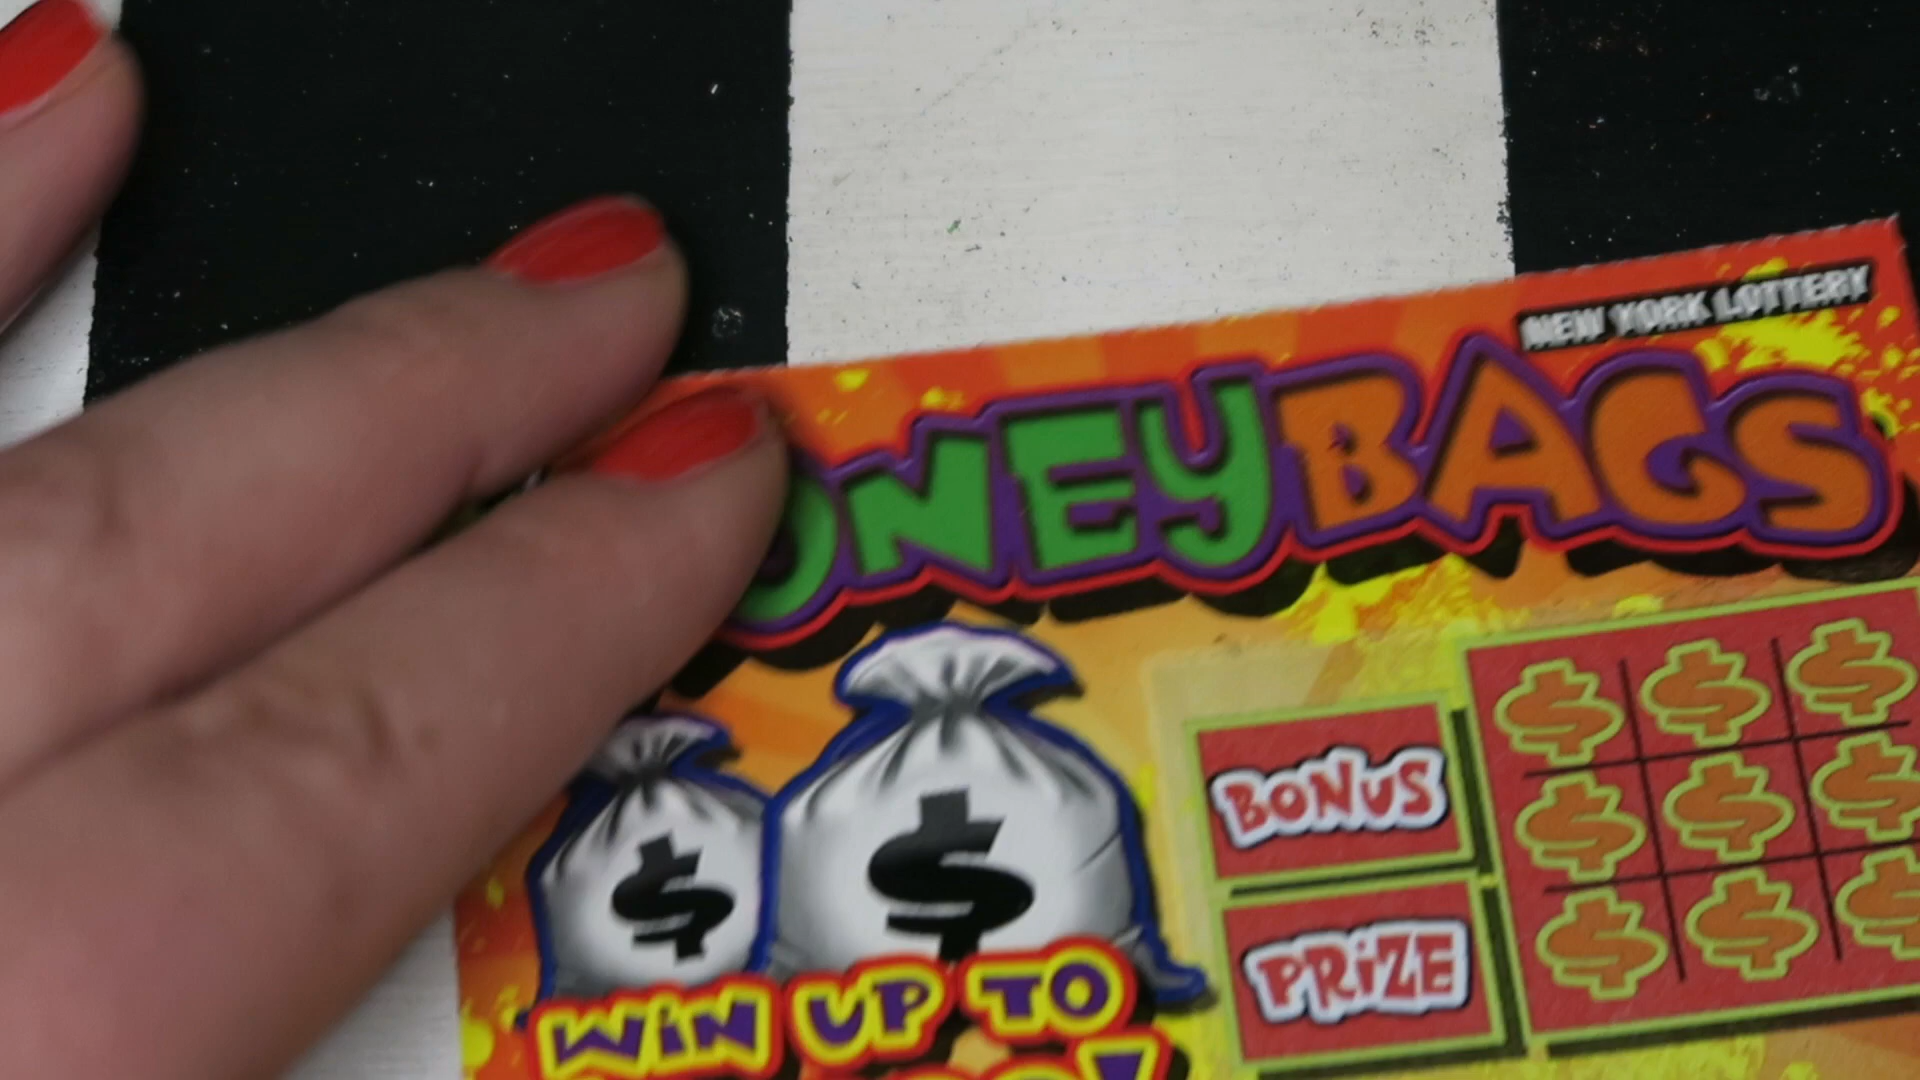 NEW YORK LOTTERY
ONEYBAGS
BONUS
PRIZE
WIN UP TO